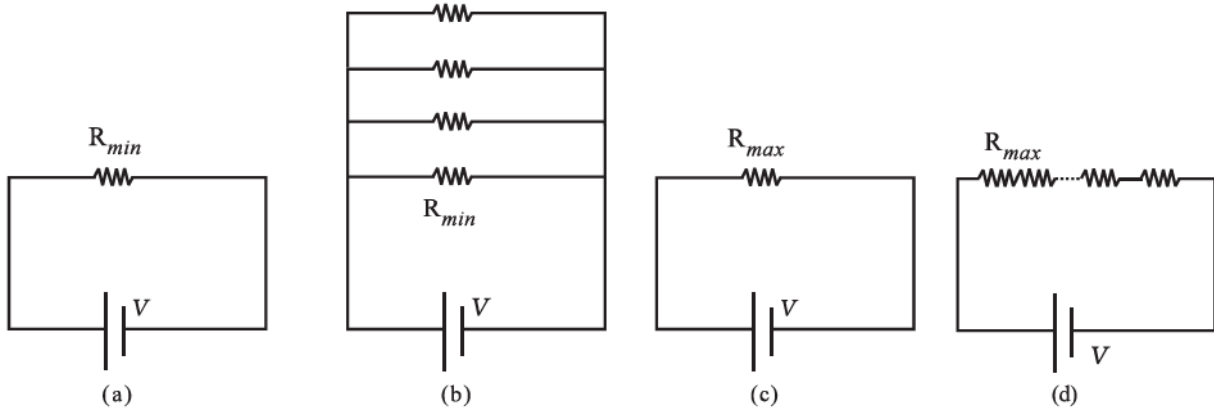 R_min
V
(a)
R_min
V
(b)
R_max
V
(c)
R_max
V
(d)